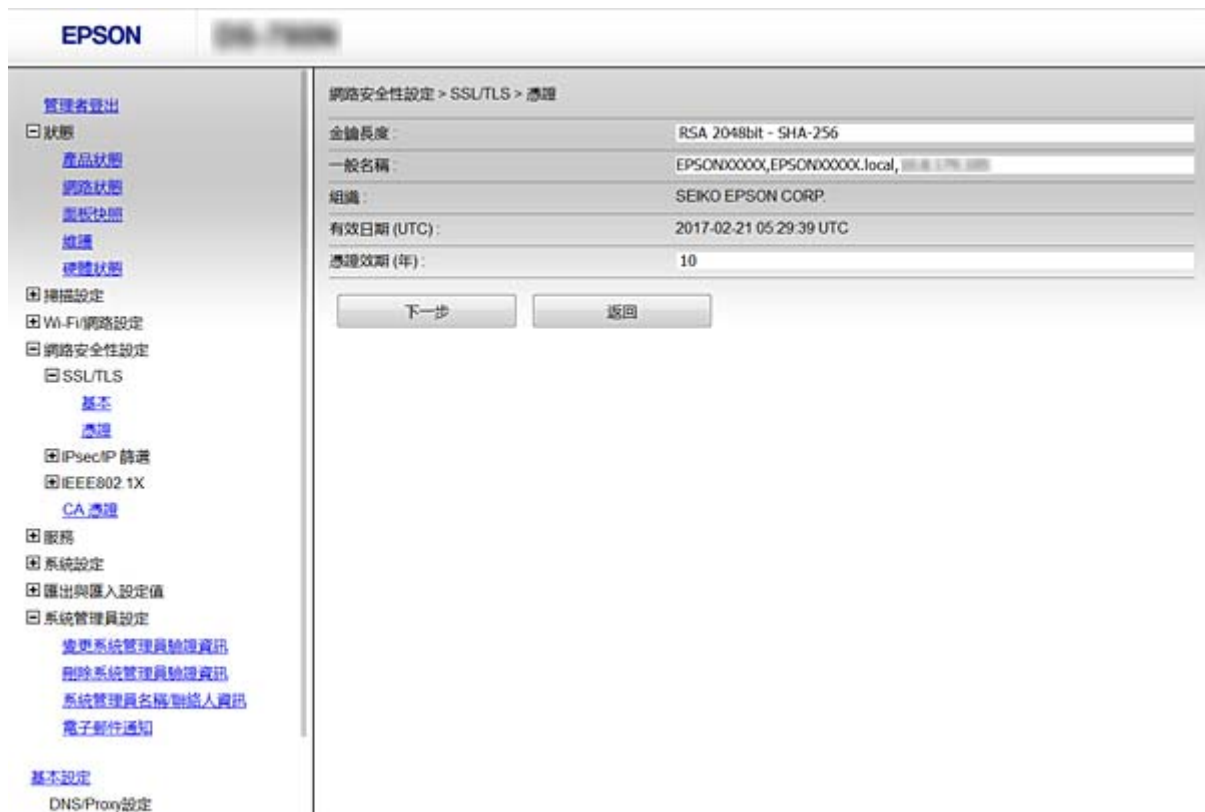 EPSON
管理者登出
狀態
產品狀態
網路狀態
面板快照
維護
硬體狀態
掃描設定
Wi-Fi/網路設定
網路安全性設定
SSL/TLS
基本
憑證
IPsec/IP 篩選
IEEE802.1X
CA 憑證
服務
系統設定
匯出與匯入設定值
系統管理員設定
變更系統管理員驗證資訊
刪除系統管理員驗證資訊
系統管理員名稱/聯絡人資訊
電子郵件通知
基本設定
DNS/Proxy設定
網路安全性設定 > SSL/TLS > 憑證
金鑰長度 : RSA 2048bit - SHA-256
一般名稱 : EPSONXXXXX,EPSONXXXXX.local,
組織 : SEIKO EPSON CORP.
有效日期 (UTC) : 2017-02-21 05:29:39 UTC
憑證效期 (年) : 10
下一步 返回